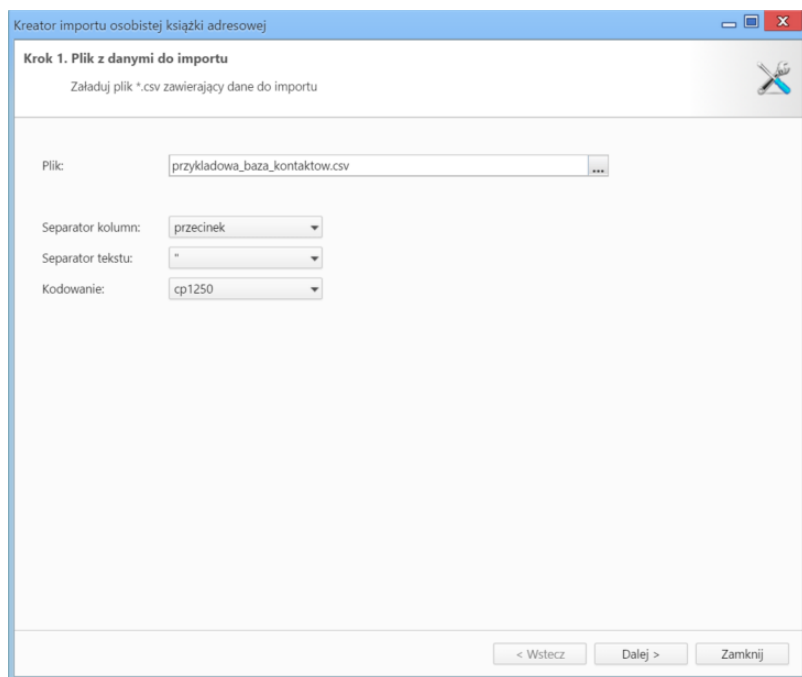 Kreator importu osobistej książki adresowej
Krok 1. Plik z danymi do importu
Załaduj plik *.csv zawierający dane do importu
Plik: przykladowa_baza_kontaktow.csv ...
Separator kolumn: przecinek
Separator tekstu: "
Kodowanie: cp1250
< Wstecz Dalej > Zamknij